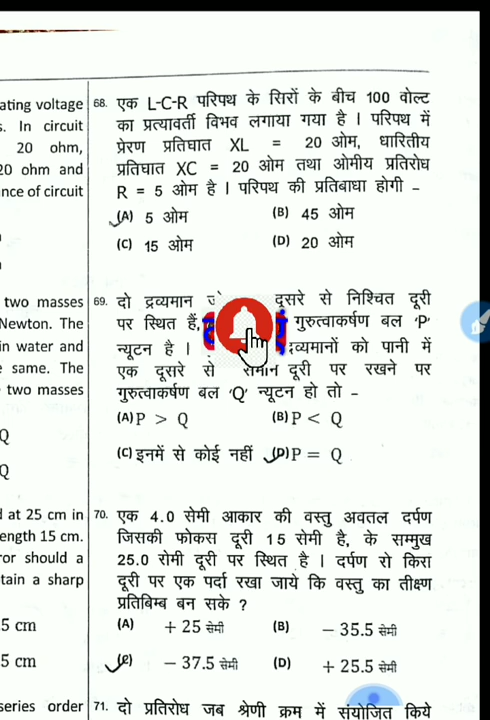 ating voltage
s. In circuit
20 ohm,
20 ohm and
nce of circuit
two masses
Newton. The
in water and
e same. The
two masses
Q
Q
d at 25 cm in
ength 15 cm.
ror should a
tain a sharp
5 cm
5 cm
series order
68. एक L-C-R परिपथ के सिरों के बीच 100 वोल्ट
का प्रत्यावर्ती विभव लगाया गया है । परिपथ में
प्रेरण प्रतिघात XL = 20 ओम, धारितीय
प्रतिघात XC = 20 ओम तथा ओमीय प्रतिरोध
R = 5 ओम है । परिपथ की प्रतिबाधा होगी –
(A) 5 ओम (B) 45 ओम
(C) 15 ओम (D) 20 ओम
69. दो द्रव्यमान दूसरे से निश्चित दूरी
पर स्थित हैं, गुरुत्वाकर्षण बल 'P'
न्यूटन है । द्रव्यमानों को पानी में
एक दूसरे से समान दूरी पर रखने पर
गुरुत्वाकर्षण बल 'Q' न्यूटन हो तो –
(A) P > Q (B) P < Q
(C) इनमें से कोई नहीं (D) P = Q
70. एक 4.0 सेमी आकार की वस्तु अवतल दर्पण
जिसकी फोकस दूरी 15 सेमी है, के सम्मुख
25.0 सेमी दूरी पर स्थित है । दर्पण से किस
दूरी पर एक पर्दा रखा जाये कि वस्तु का तीक्ष्ण
प्रतिबिम्ब बन सके ?
(A) + 25 सेमी (B) – 35.5 सेमी
(C) – 37.5 सेमी (D) + 25.5 सेमी
71. दो प्रतिरोध जब श्रेणी क्रम में संयोजित किये